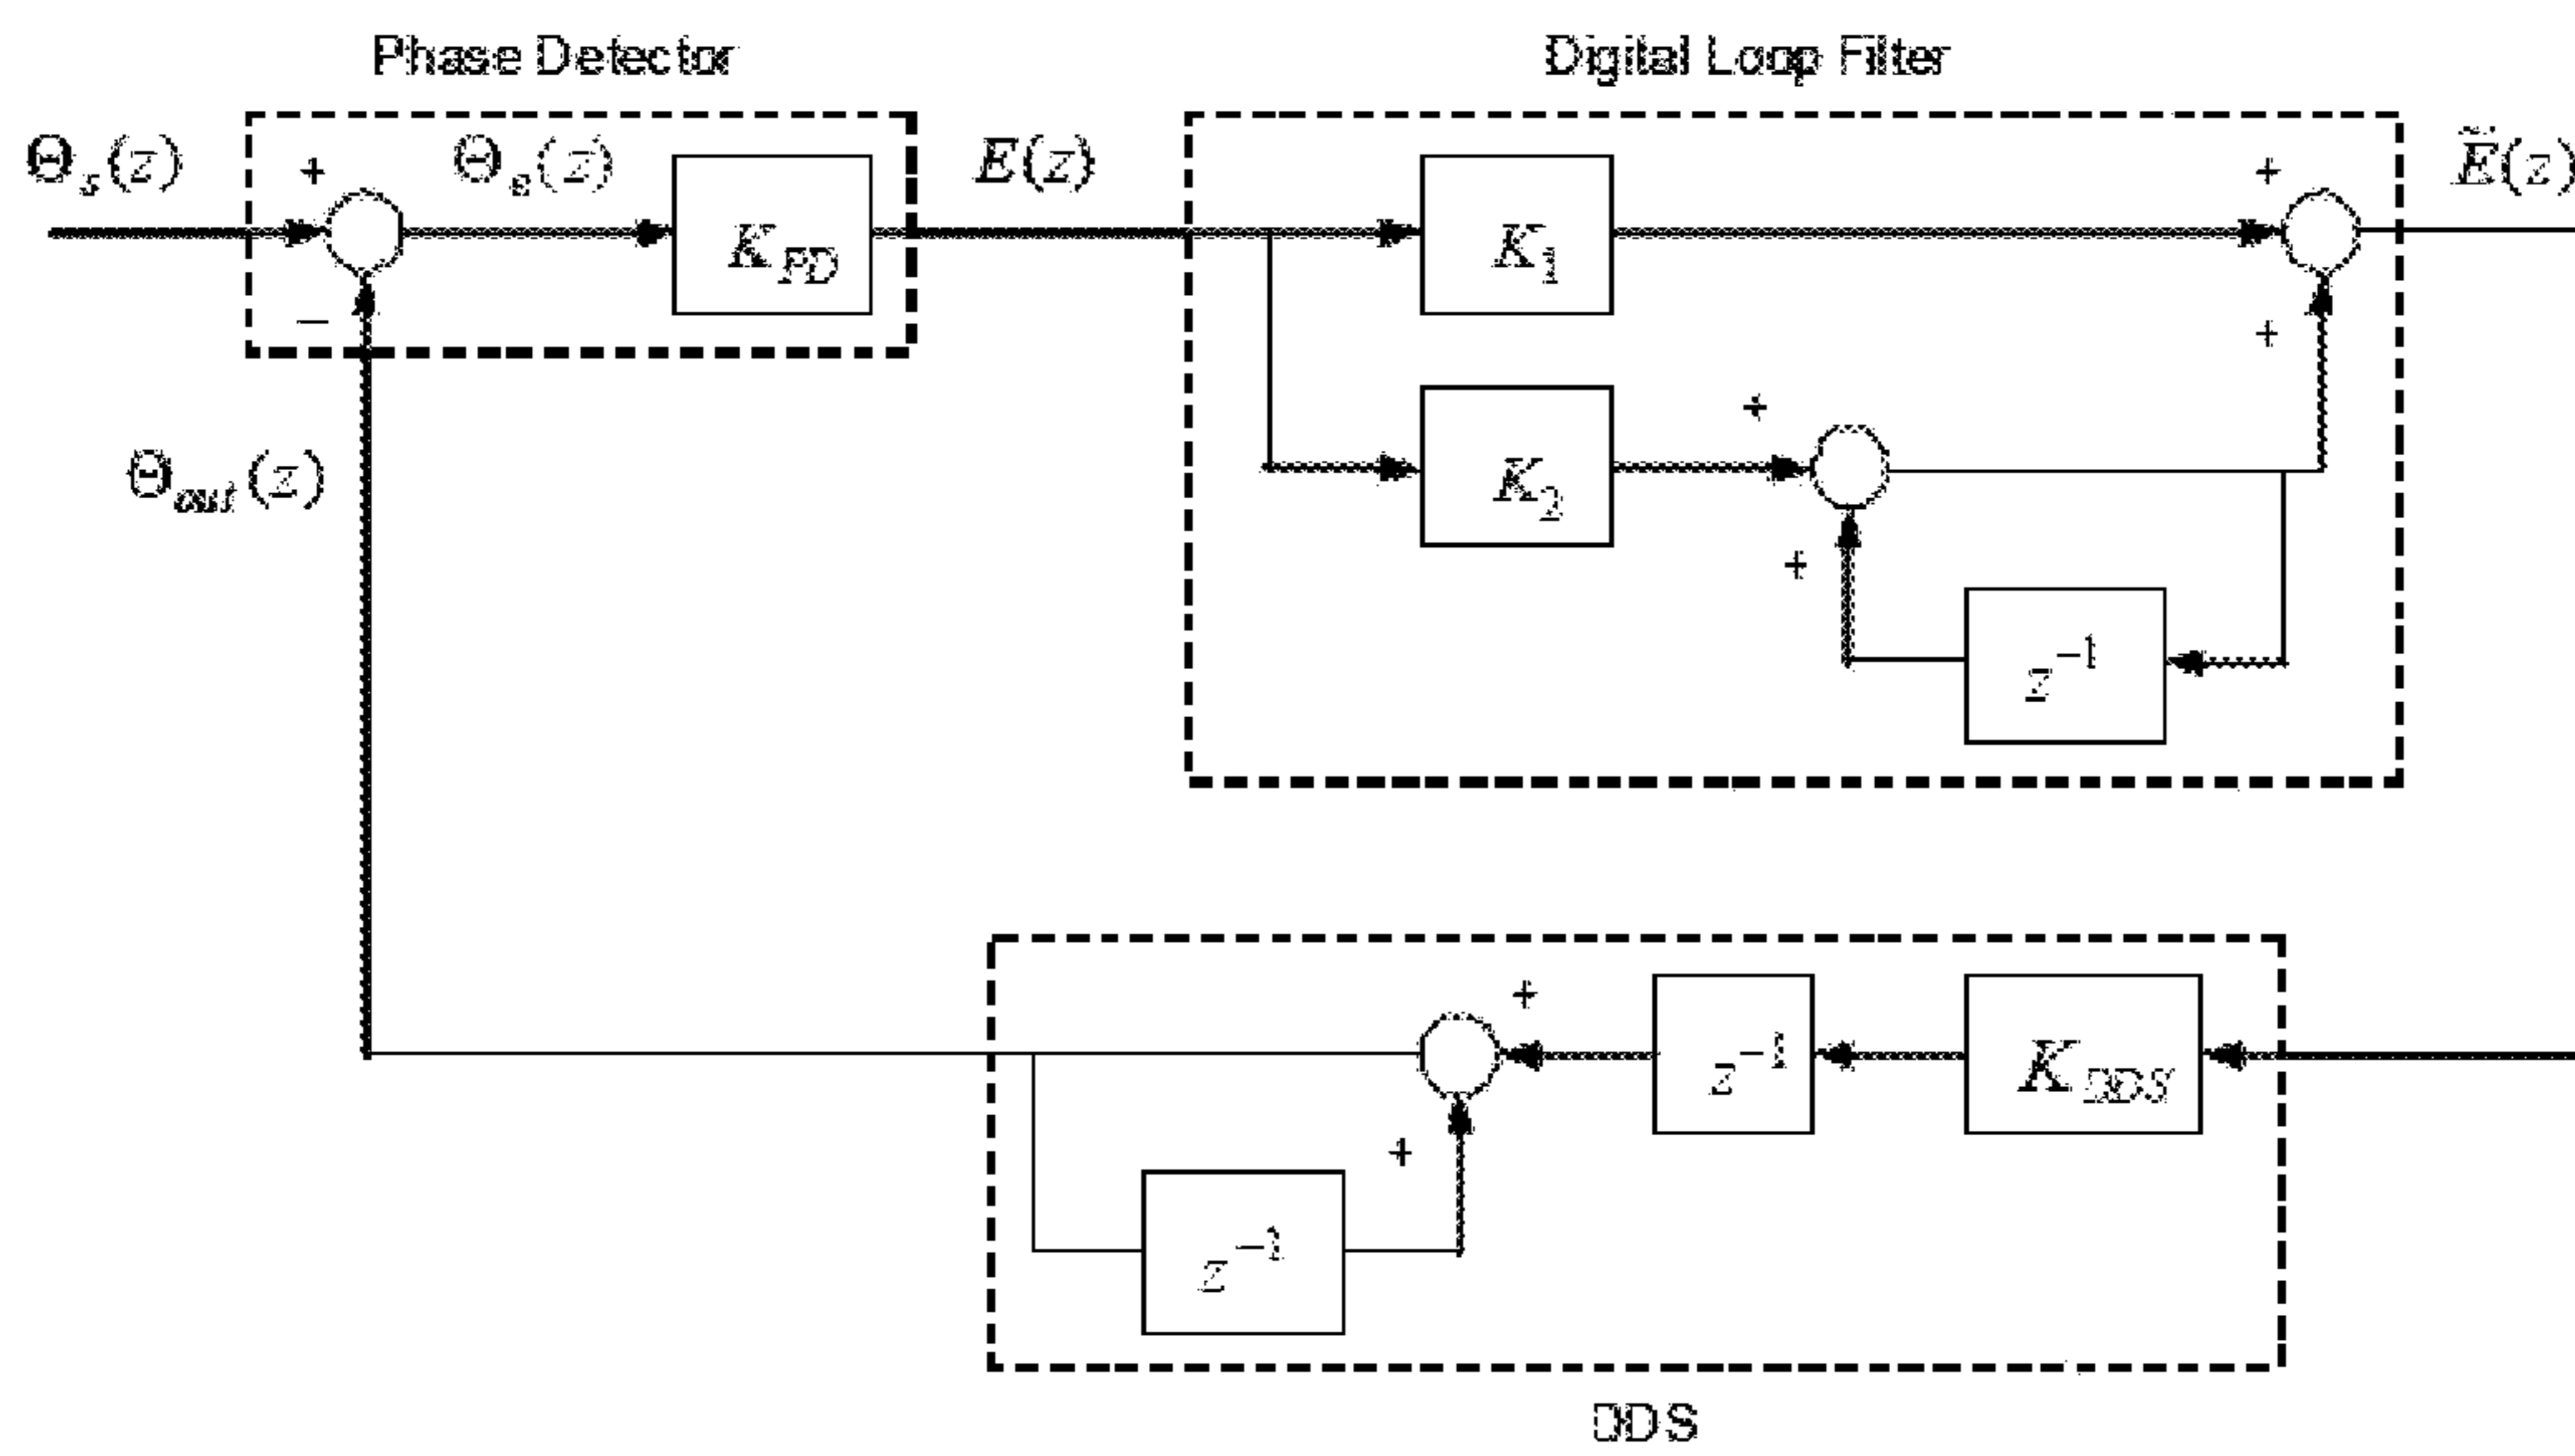 Phase Detector
Digital Loop Filter
Θs(z)
+
Θe(z)
KPD
E(z)
K1
+
Ẽ(z)
−
+
Θout(z)
K2
+
+
z−1
+
z−1
KDDS
+
z−1
DDS